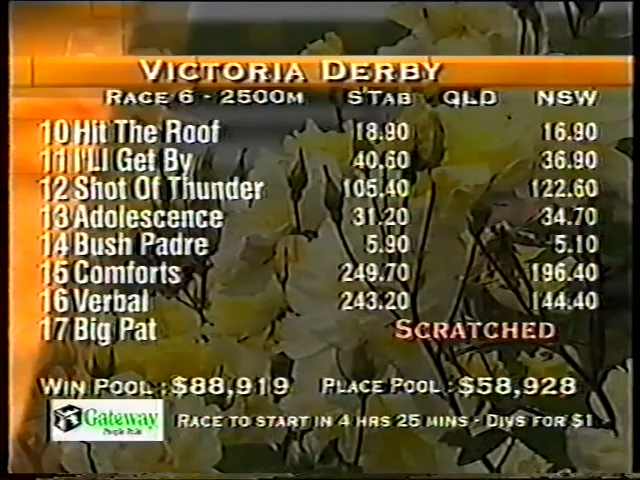 VICTORIA DERBY
RACE 6 - 2500M STAB QLD NSW
10 Hit The Roof 18.90 16.90
11 I'Ll Get By 40.60 36.90
12 Shot Of Thunder 105.40 122.60
13 Adolescence 31.20 34.70
14 Bush Padre 5.90 5.10
15 Comforts 249.70 196.40
16 Verbal 243.20 144.40
17 Big Pat SCRATCHED
WIN POOL : $88,919 PLACE POOL : $58,928
Gateway RACE TO START IN 4 HRS 25 MINS - DIVS FOR $1